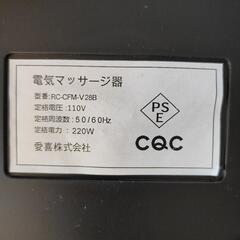 電気マッサージ器
型番:RC-CFM-V28B
定格電圧:110V
定格周波数:50/60Hz
定格電力:220W
愛喜株式会社
PS
E
CQC